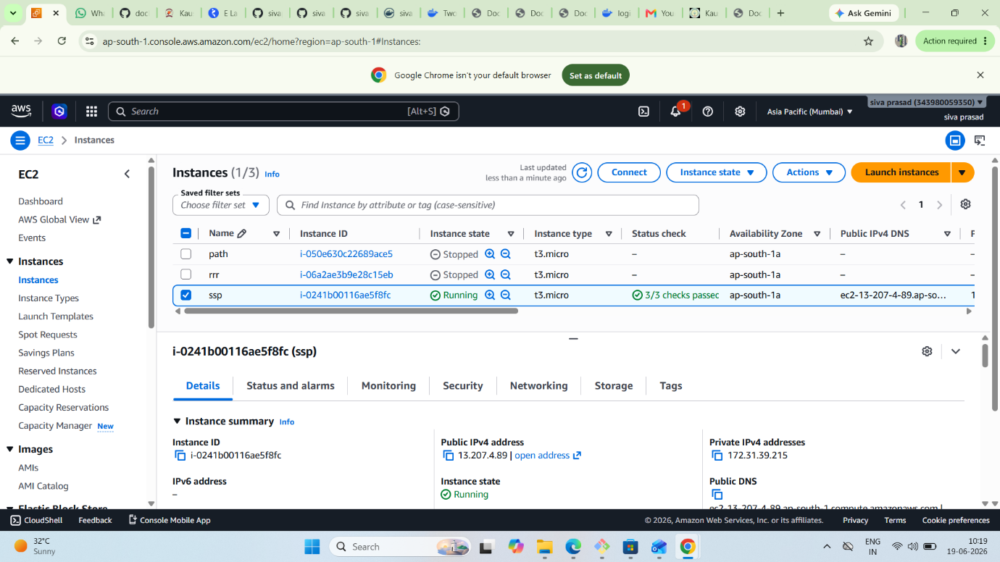 Wha
doc
Kau
E La
siva
siva
siva
siva
Two
Doc
Doc
Doc
logi
You
Kau
Doc
Ask Gemini
ap-south-1.console.aws.amazon.com/ec2/home?region=ap-south-1#Instances:
Action required
Google Chrome isn't your default browser
Set as default
aws
Search
[Alt+S]
1
Asia Pacific (Mumbai)
siva prasad (343980059350)
siva prasad
EC2
Instances
EC2
Dashboard
AWS Global View
Events
Instances
Instances
Instance Types
Launch Templates
Spot Requests
Savings Plans
Reserved Instances
Dedicated Hosts
Capacity Reservations
Capacity Manager New
Images
AMIs
AMI Catalog
Elastic Block Store
Instances (1/3) Info
Last updated
less than a minute ago
Connect
Instance state
Actions
Launch instances
Saved filter sets
Choose filter set
Find Instance by attribute or tag (case-sensitive)
1
Name Instance ID Instance state Instance type Status check Availability Zone Public IPv4 DNS
path i-050e630c22689ace5 Stopped t3.micro – ap-south-1a – –
rrr i-06a2ae3b9e28c15eb Stopped t3.micro – ap-south-1a – –
ssp i-0241b00116ae5f8fc Running t3.micro 3/3 checks passed ap-south-1a ec2-13-207-4-89.ap-so... 1
i-0241b00116ae5f8fc (ssp)
Details Status and alarms Monitoring Security Networking Storage Tags
Instance summary Info
Instance ID
i-0241b00116ae5f8fc
Public IPv4 address
13.207.4.89 | open address
Private IPv4 addresses
172.31.39.215
IPv6 address
–
Instance state
Running
Public DNS
ec2-13-207-4-89.ap-south-1.compute.amazonaws.com |
CloudShell Feedback Console Mobile App
© 2026, Amazon Web Services, Inc. or its affiliates. Privacy Terms Cookie preferences
32°C
Sunny
Search
ENG
IN
10:19
19-06-2026